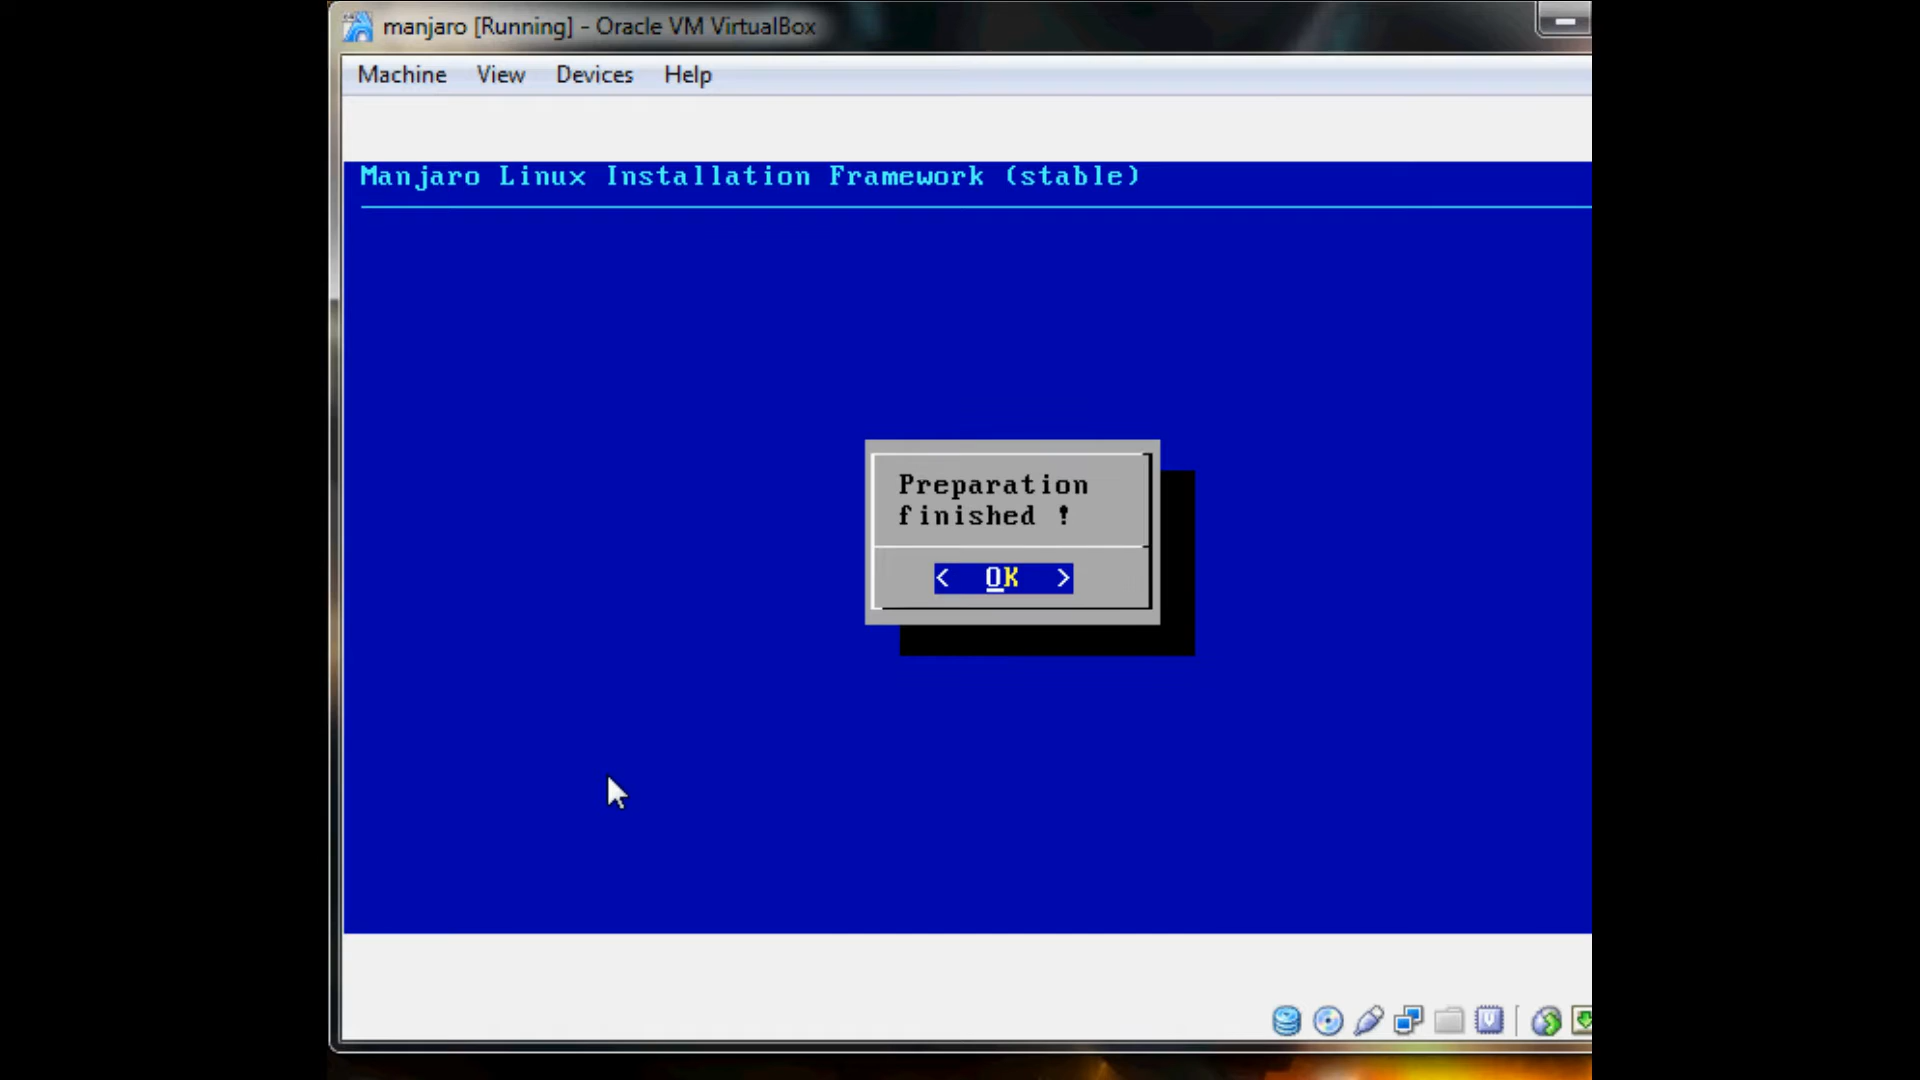 manjaro [Running] - Oracle VM VirtualBox
Machine View Devices Help
Manjaro Linux Installation Framework (stable)
Preparation
finished !
< OK >